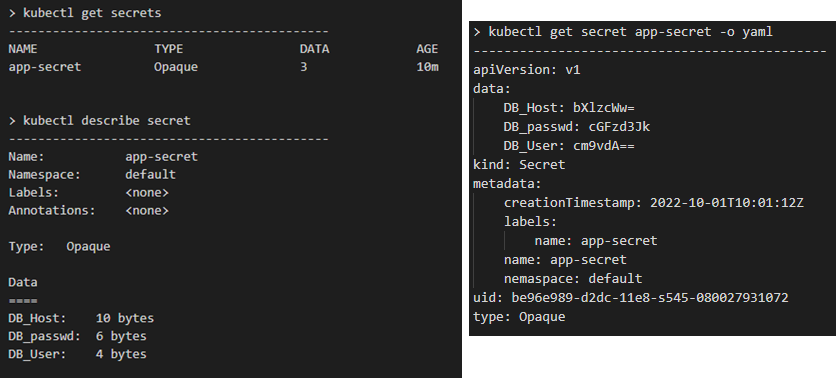 > kubectl get secrets
--------------------------------------------
NAME TYPE DATA AGE
app-secret Opaque 3 10m
> kubectl describe secret
--------------------------------------------
Name: app-secret
Namespace: default
Labels: <none>
Annotations: <none>
Type: Opaque
Data
====
DB_Host: 10 bytes
DB_passwd: 6 bytes
DB_User: 4 bytes
> kubectl get secret app-secret -o yaml
-----------------------------------------------
apiVersion: v1
data:
DB_Host: bXlzcWw=
DB_passwd: cGFzd3Jk
DB_User: cm9vdA==
kind: Secret
metadata:
creationTimestamp: 2022-10-01T10:01:12Z
labels:
name: app-secret
name: app-secret
nemaspace: default
uid: be96e989-d2dc-11e8-s545-080027931072
type: Opaque